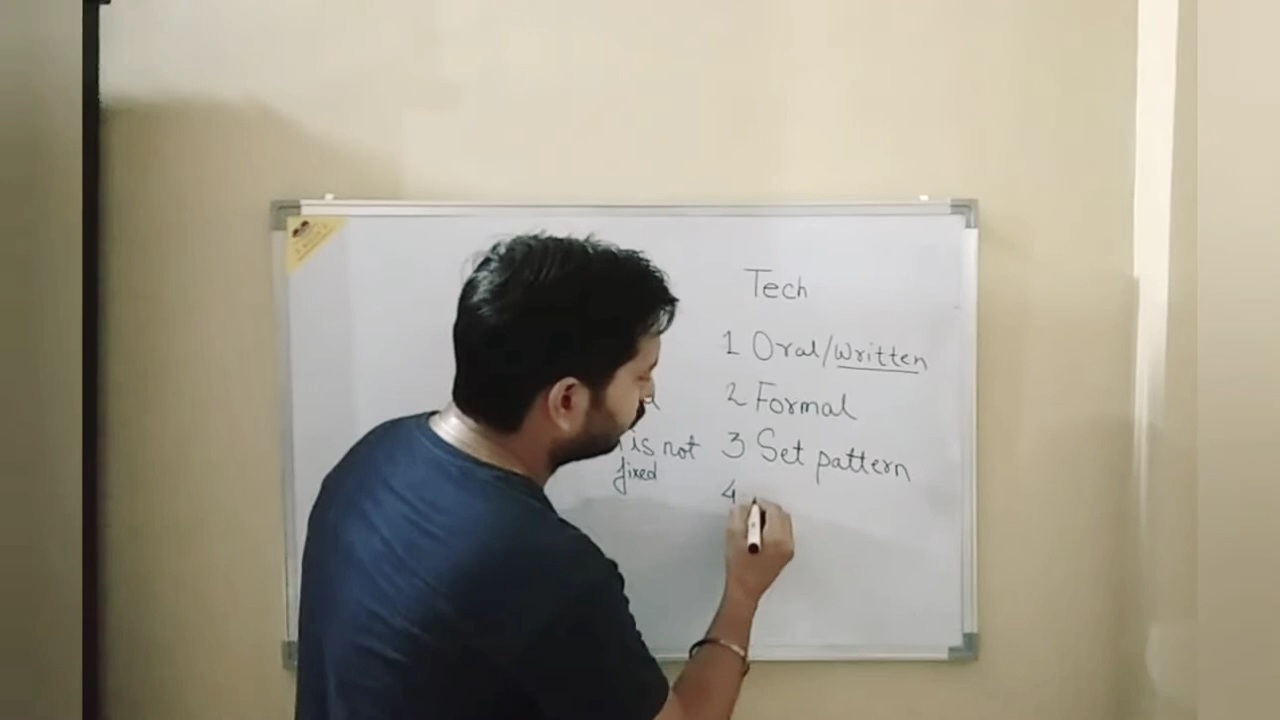 Tech
1 Oral/Written
2 Formal
is not
fixed
3 Set pattern
4